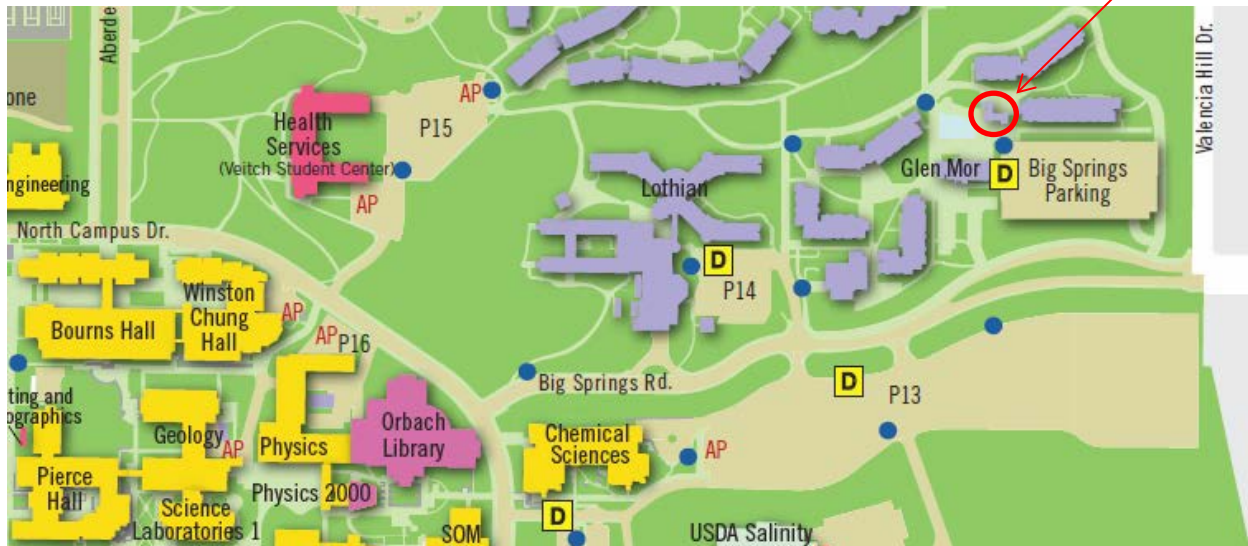 Aberde
one
AP
P15
Health
Services
(Veitch Student Center)
Valencia Hill Dr.
Glen Mor
D
Big Springs
Parking
ngineering
Lothian
AP
North Campus Dr.
D
P14
Winston
Chung
Hall
AP
Bourns Hall
AP
P16
Big Springs Rd.
D
P13
ting and
ographics
Geology
AP
Physics
Orbach
Library
Chemical
Sciences
AP
Pierce
Hall
Physics 2000
Science
Laboratories 1
SOM
D
USDA Salinity